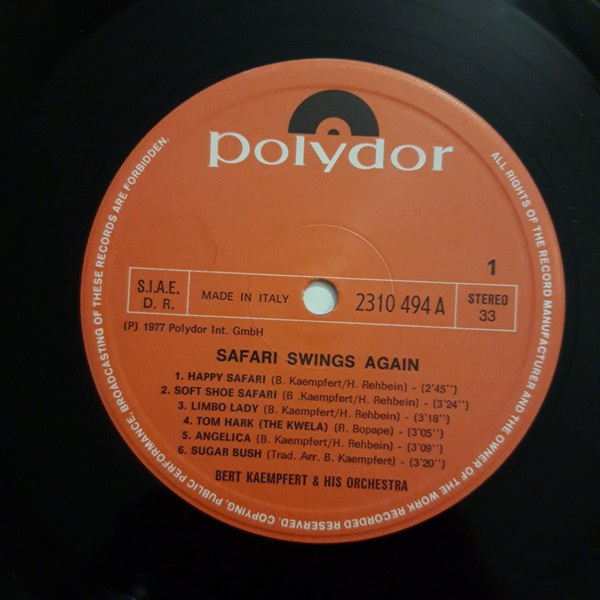 polydor
1
S.I.A.E.
D. R.
MADE IN ITALY
2310 494 A
STEREO
33
(P) 1977 Polydor Int. GmbH
SAFARI SWINGS AGAIN
1. HAPPY SAFARI (B. Kaempfert/H. Rehbein) - (2'45'')
2. SOFT SHOE SAFARI (B .Kaempfert/H. Rehbein) - (3'24'')
3. LIMBO LADY (B. Kaempfert/H. Rehbein) - (3'18'')
4. TOM HARK (THE KWELA) (R. Bopape) - (3'05'')
5. ANGELICA (B. Kaempfert/H. Rehbein) - (3'09'')
6. SUGAR BUSH (Trad. Arr. B. Kaempfert) - (3'20'')
BERT KAEMPFERT & HIS ORCHESTRA
ALL RIGHTS OF THE RECORD MANUFACTURER AND THE OWNER OF THE WORK RECORDED RESERVED. COPYING, PUBLIC PERFORMANCE, BROADCASTING OF THESE RECORDS ARE FORBIDDEN.